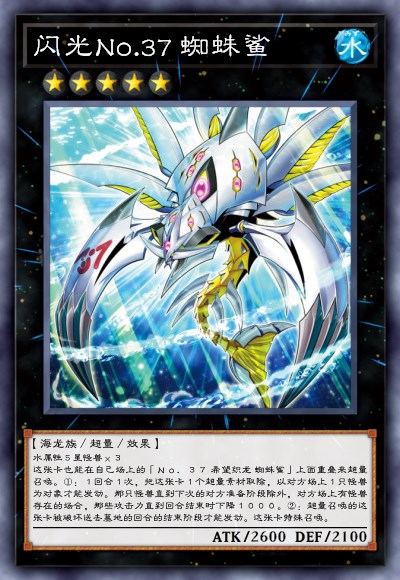 闪光No.37 蜘蛛鲨
水
37
【海龙族/超量/效果】
水属性5星怪兽×3
这张卡也能在自己场上的「No.37 希望织龙 蜘蛛鲨」上面重叠来超量
召唤。①:1回合1次,把这张卡1个超量素材取除,以对方场上1只怪兽
为对象才能发动。那只怪兽直到下次的对方准备阶段除外,对方场上有怪兽
存在的场合,那些攻击力直到回合结束时下降1000。②:超量召唤的这
张卡被破坏送去墓地的回合的结束阶段才能发动。这张卡特殊召唤。
ATK/2600 DEF/2100